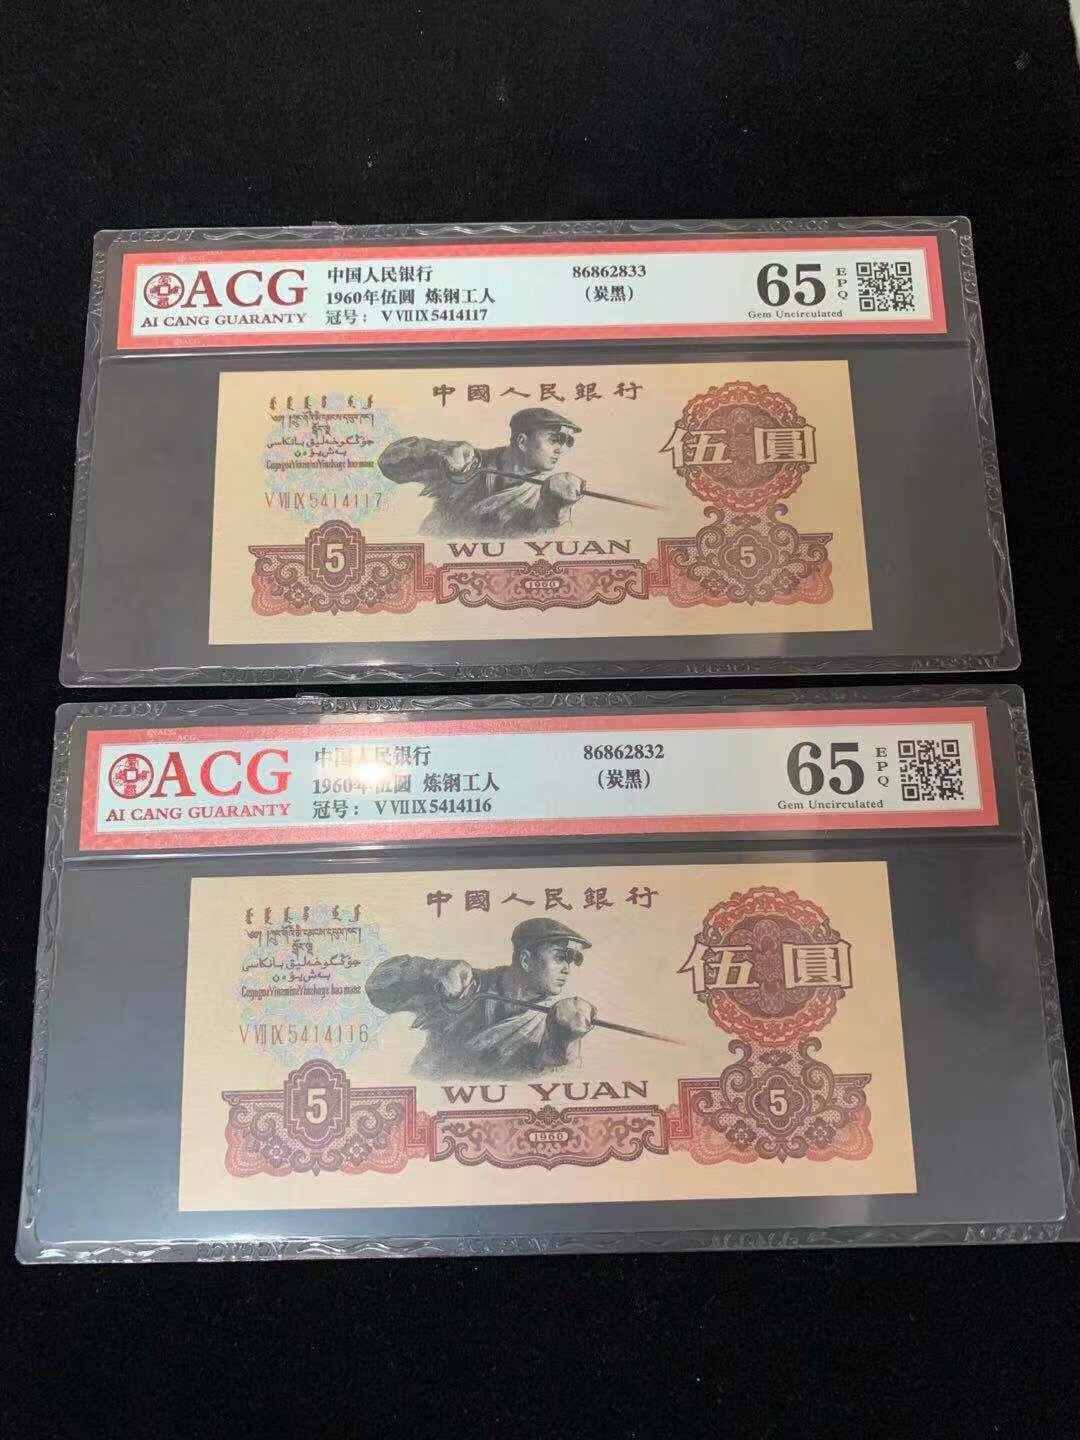 ACG
AI CANG GUARANTY
中国人民银行
1960年伍圆 炼钢工人
冠号：V VII IX 5414117
86862833
（炭黑）
65
EPQ
Gem Uncirculated
中國人民銀行
伍圓
V VII IX 5414117
WU YUAN
5
1960
5
ACG
AI CANG GUARANTY
中国人民银行
1960年伍圆 炼钢工人
冠号：V VII IX 5414116
86862832
（炭黑）
65
EPQ
Gem Uncirculated
中國人民銀行
伍圓
V VII IX 5414116
WU YUAN
5
1960
5